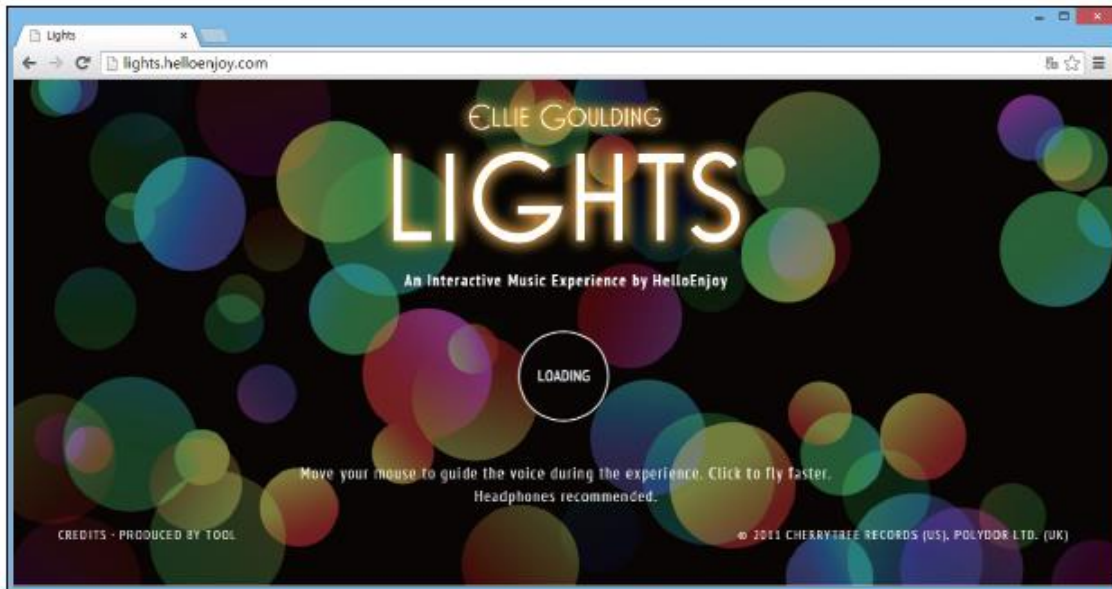 Lights
lights.helloenjoy.com
ELLIE GOULDING
LIGHTS
An Interactive Music Experience by HelloEnjoy
LOADING
Move your mouse to guide the voice during the experience. Click to fly faster.
Headphones recommended.
CREDITS - PRODUCED BY TOOL
© 2011 CHERRYTREE RECORDS (US), POLYDOR LTD. (UK)